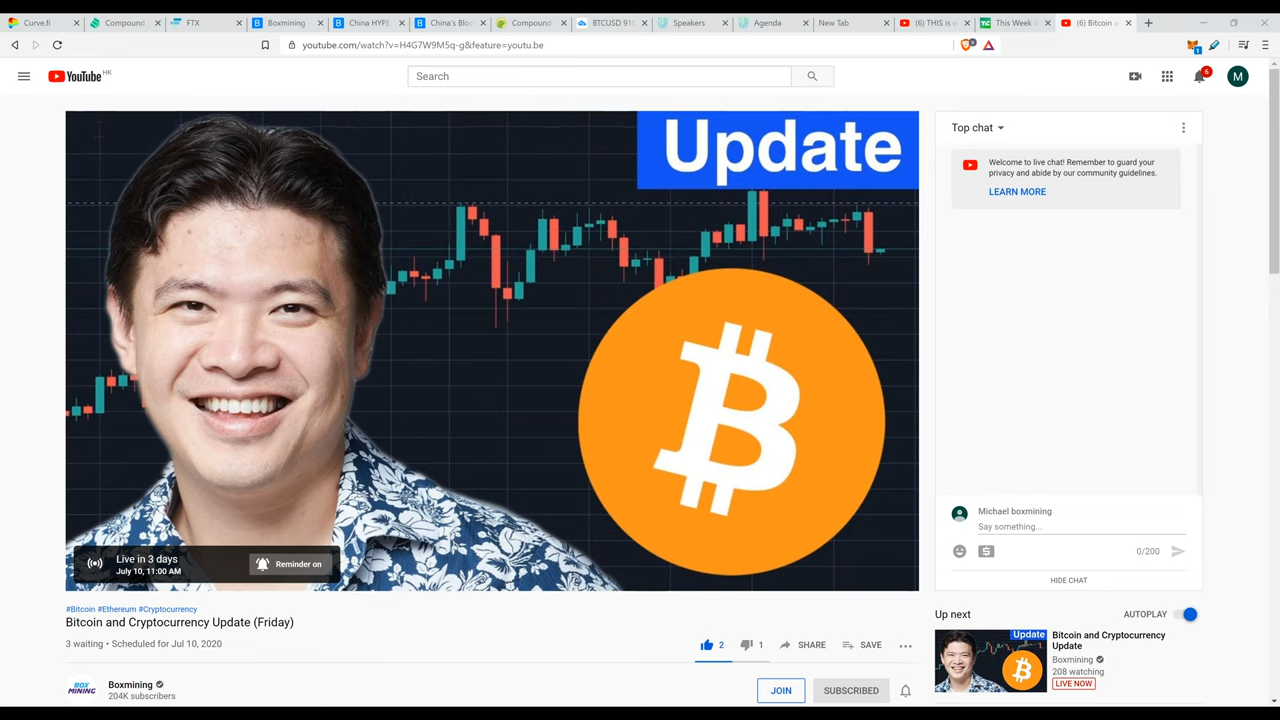 Curve.fi
Compound
FTX
Boxmining
China HYPE
China's Bloc
Compound
BTCUSD 91
Speakers
Agenda
New Tab
(6) THIS is
This Week i
(6) Bitcoin a
youtube.com/watch?v=H4G7W9M5q-g&feature=youtu.be
5
1
YouTube HK
Search
6
M
Update
Live in 3 days
July 10, 11:00 AM
Reminder on
#Bitcoin #Ethereum #Cryptocurrency
Bitcoin and Cryptocurrency Update (Friday)
3 waiting • Scheduled for Jul 10, 2020
2
1
SHARE
SAVE
BOX
MINING
Boxmining
204K subscribers
JOIN
SUBSCRIBED
Top chat
Welcome to live chat! Remember to guard your
privacy and abide by our community guidelines.
LEARN MORE
Michael boxmining
Say something...
0/200
HIDE CHAT
Up next
AUTOPLAY
Update
Bitcoin and Cryptocurrency
Update
Boxmining
208 watching
LIVE NOW